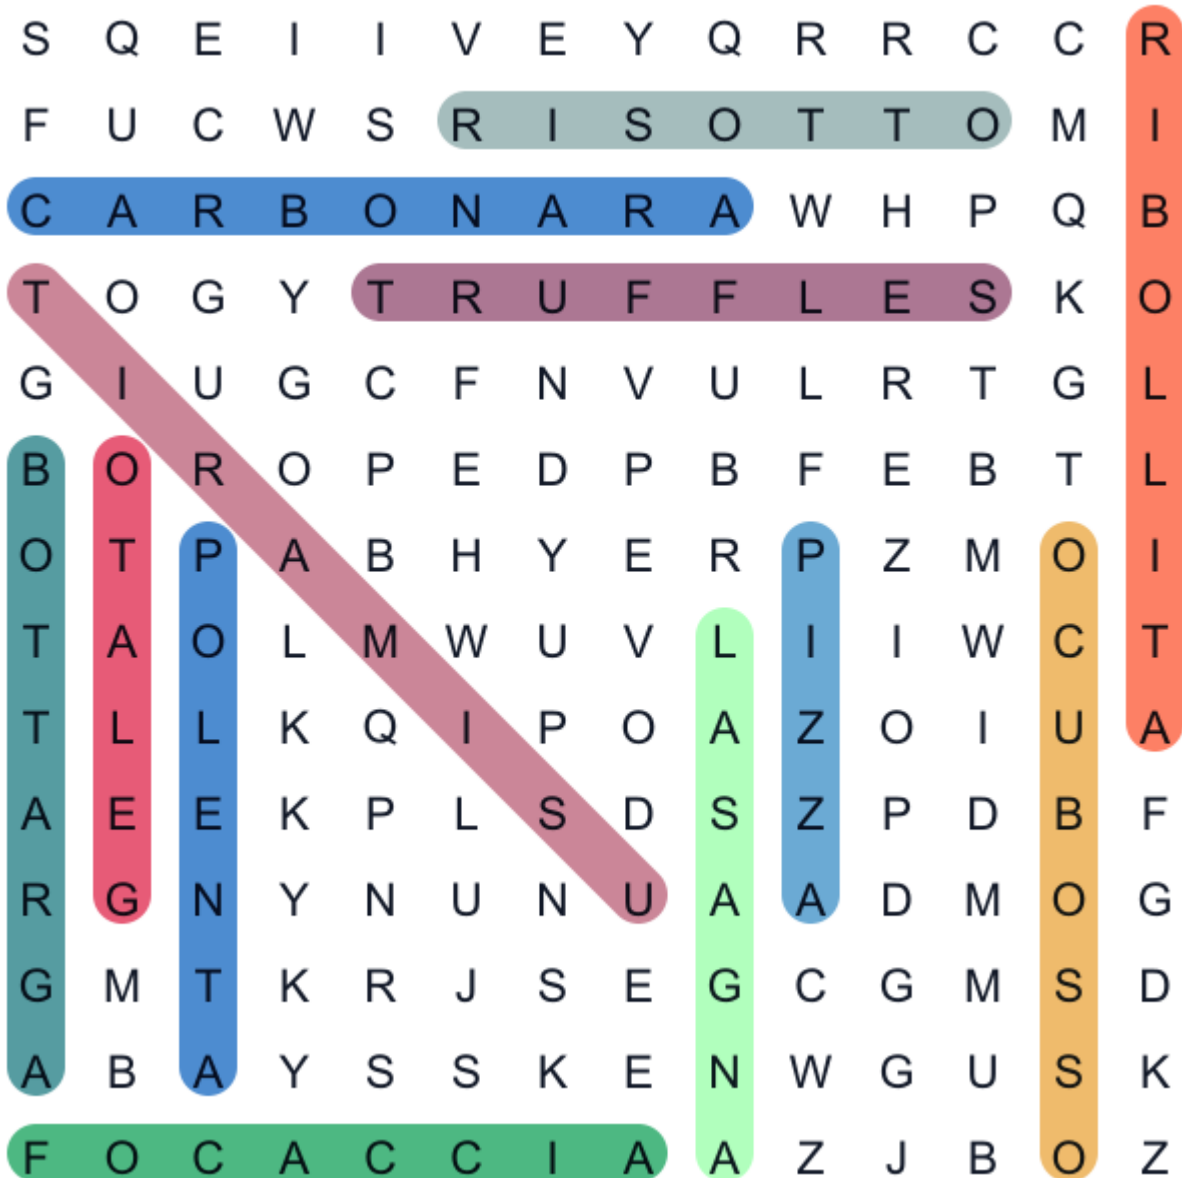 S Q E I I V E Y Q R R C C R
F U C W S R I S O T T O M I
C A R B O N A R A W H P Q B
T O G Y T R U F F L E S K O
G I U G C F N V U L R T G L
B O R O P E D P B F E B T L
O T P A B H Y E R P Z M O I
T A O L M W U V L I I W C T
T L L K Q I P O A Z O I U A
A E E K P L S D S Z P D B F
R G N Y N U N U A A D M O G
G M T K R J S E G C G M S D
A B A Y S S K E N W G U S K
F O C A C C I A A Z J B O Z